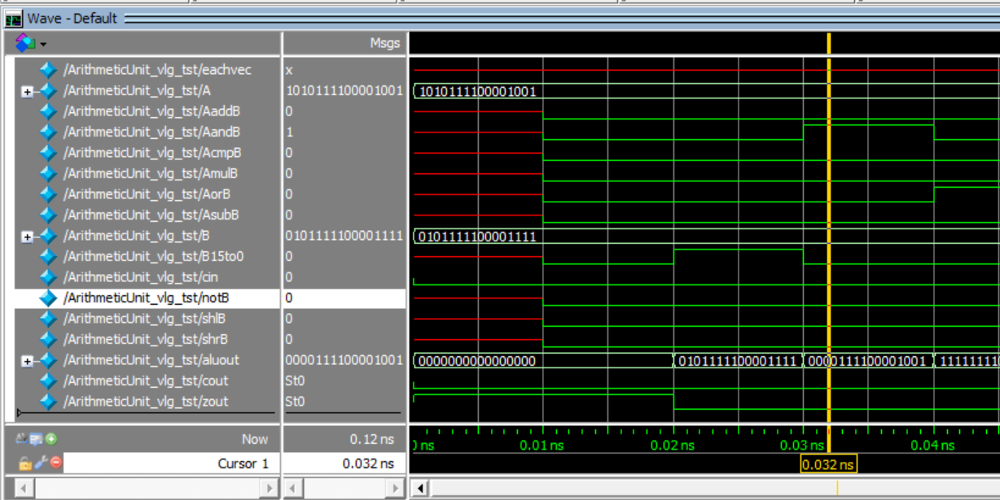 Wave - Default
Msgs
/ArithmeticUnit_vlg_tst/eachvec x
/ArithmeticUnit_vlg_tst/A 1010111100001001 1010111100001001
/ArithmeticUnit_vlg_tst/AaddB 0
/ArithmeticUnit_vlg_tst/AandB 1
/ArithmeticUnit_vlg_tst/AcmpB 0
/ArithmeticUnit_vlg_tst/AmulB 0
/ArithmeticUnit_vlg_tst/AorB 0
/ArithmeticUnit_vlg_tst/AsubB 0
/ArithmeticUnit_vlg_tst/B 0101111100001111 0101111100001111
/ArithmeticUnit_vlg_tst/B15to0 0
/ArithmeticUnit_vlg_tst/cin 0
/ArithmeticUnit_vlg_tst/notB 0
/ArithmeticUnit_vlg_tst/shlB 0
/ArithmeticUnit_vlg_tst/shrB 0
/ArithmeticUnit_vlg_tst/aluout 0000111100001001 0000000000000000 0101111100001111 0000111100001001 11111111
/ArithmeticUnit_vlg_tst/cout St0
/ArithmeticUnit_vlg_tst/zout St0
Now 0.12 ns ns 0.01 ns 0.02 ns 0.03 ns 0.04 ns
Cursor 1 0.032 ns 0.032 ns